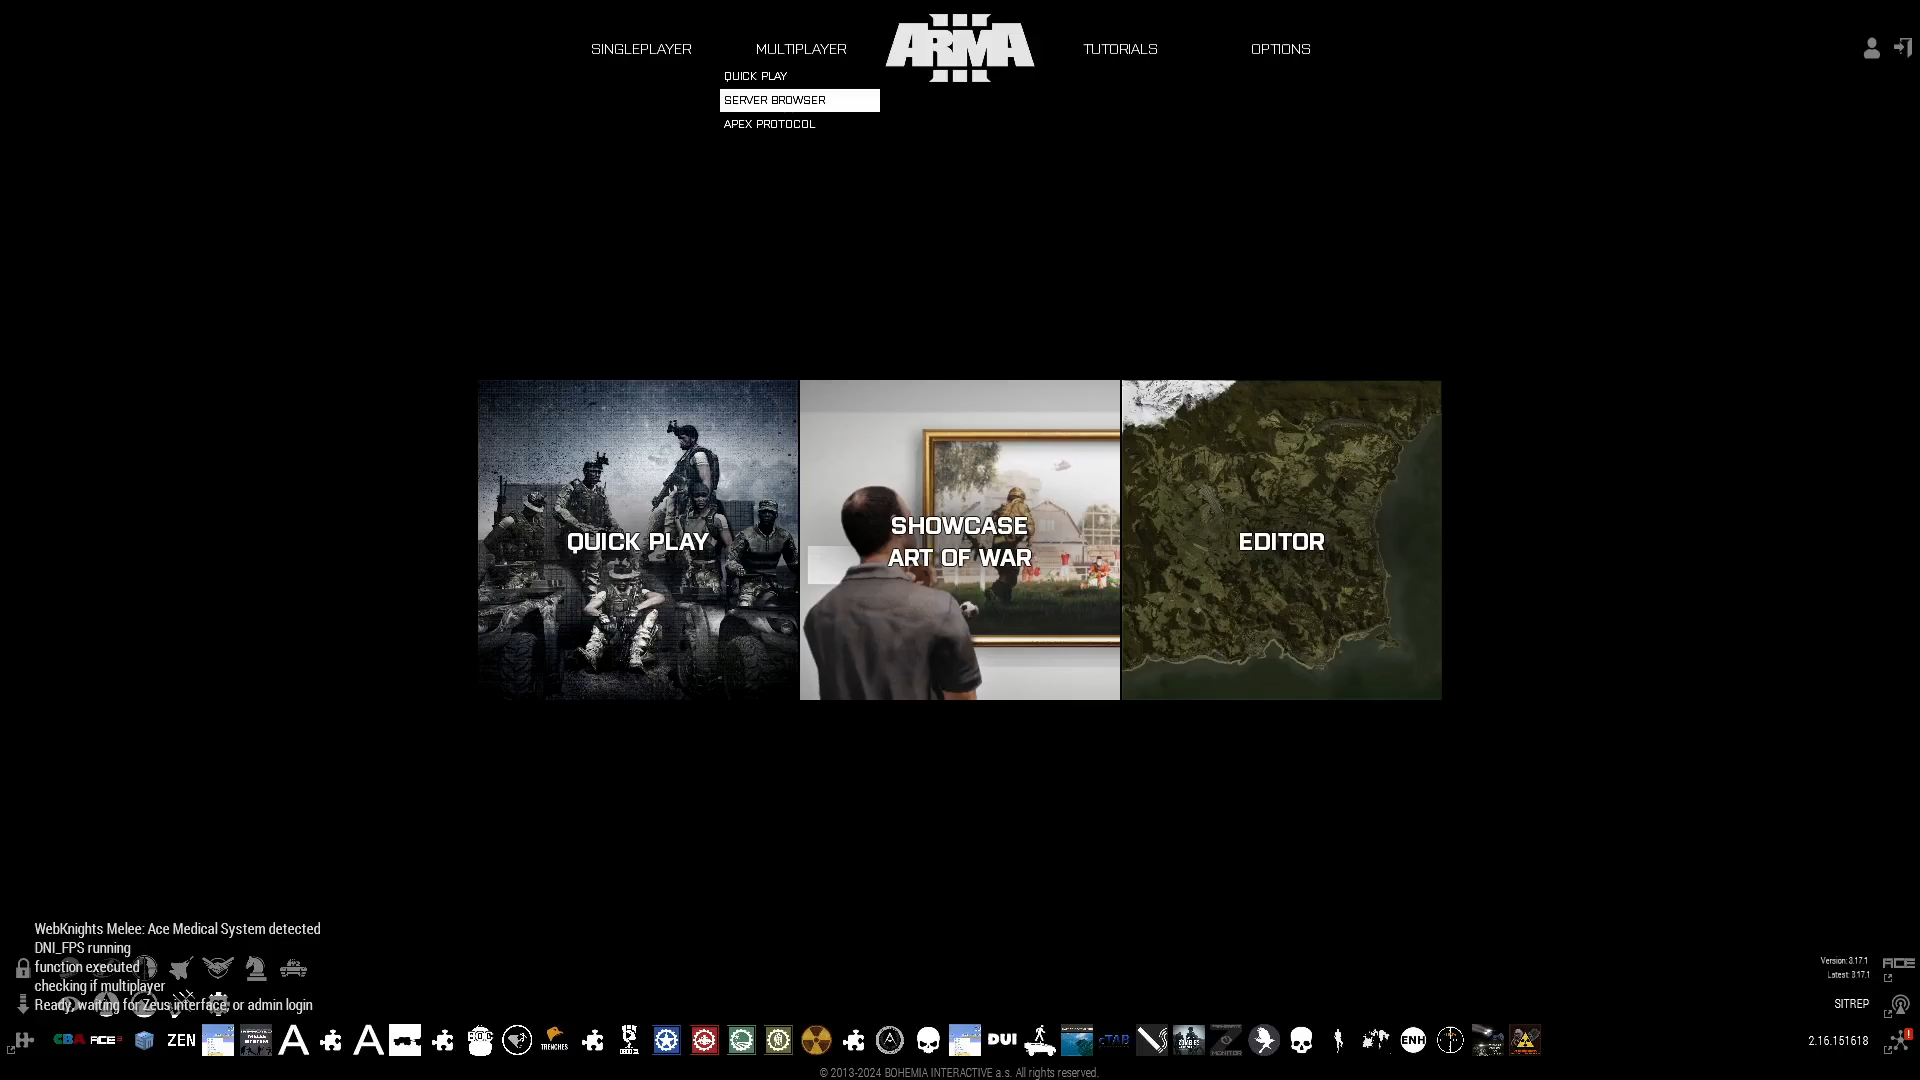 SINGLEPLAYER
MULTIPLAYER
ARMA III
TUTORIALS
OPTIONS
QUICK PLAY
SERVER BROWSER
APEX PROTOCOL
QUICK PLAY
SHOWCASE
ART OF WAR
EDITOR
WebKnights Melee: Ace Medical System detected
DNI_FPS running
function executed
checking if multiplayer
Ready, waiting for Zeus interface, or admin login
Version: 3.17.1
Latest: 3.17.1
ACE
SITREP
2.16.151618
CBA
ACE3
ZEN
TRENCHES
DUI
cTAB
ENH
© 2013-2024 BOHEMIA INTERACTIVE a.s. All rights reserved.